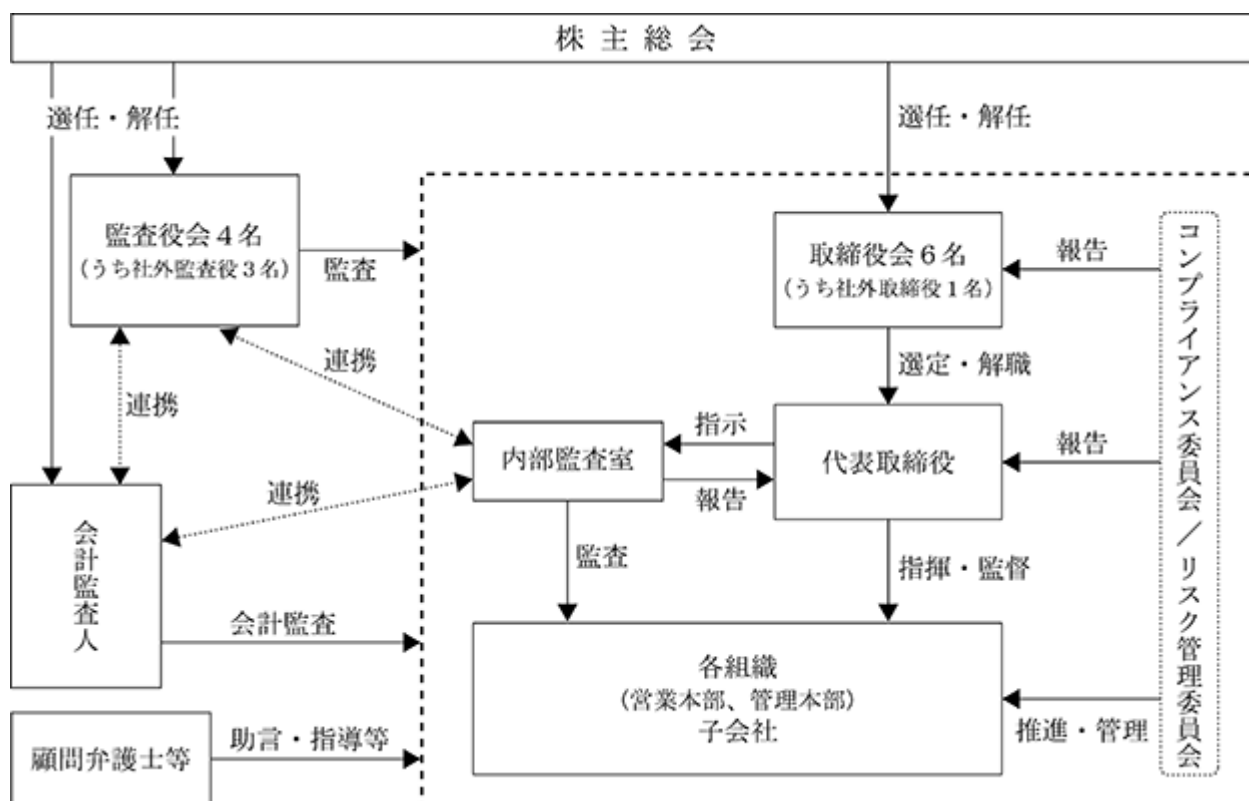 株主総会
選任・解任
選任・解任
監査役会4名
（うち社外監査役3名）
監査
取締役会6名
（うち社外取締役1名）
報告
コンプライアンス委員会／リスク管理委員会
連携
選定・解職
連携
指示
内部監査室
代表取締役
報告
報告
連携
会計監査人
監査
指揮・監督
会計監査
各組織
（営業本部、管理本部）
子会社
推進・管理
顧問弁護士等
助言・指導等